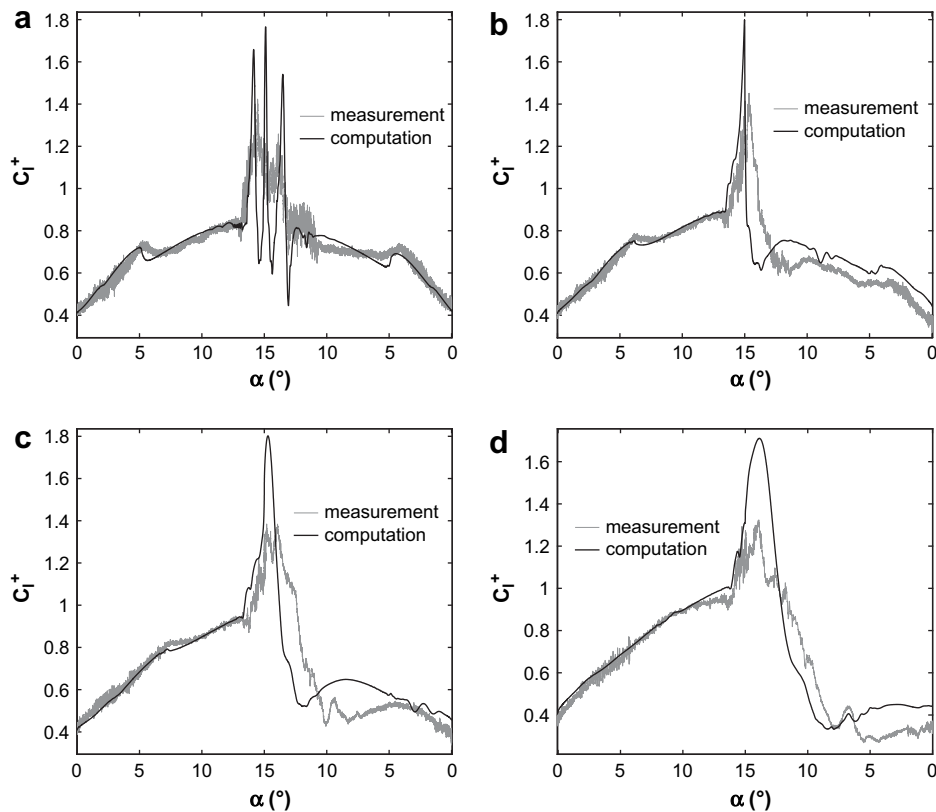 a
1.8
1.6
1.4
1.2
1
0.8
0.6
0.4
C_l^+
measurement
computation
0 5 10 15 10 5 0
α (°)
b
1.8
1.6
1.4
1.2
1
0.8
0.6
0.4
C_l^+
measurement
computation
0 5 10 15 10 5 0
α (°)
c
1.8
1.6
1.4
1.2
1
0.8
0.6
0.4
C_l^+
measurement
computation
0 5 10 15 10 5 0
α (°)
d
1.6
1.4
1.2
1
0.8
0.6
0.4
C_l^+
measurement
computation
0 5 10 15 10 5 0
α (°)